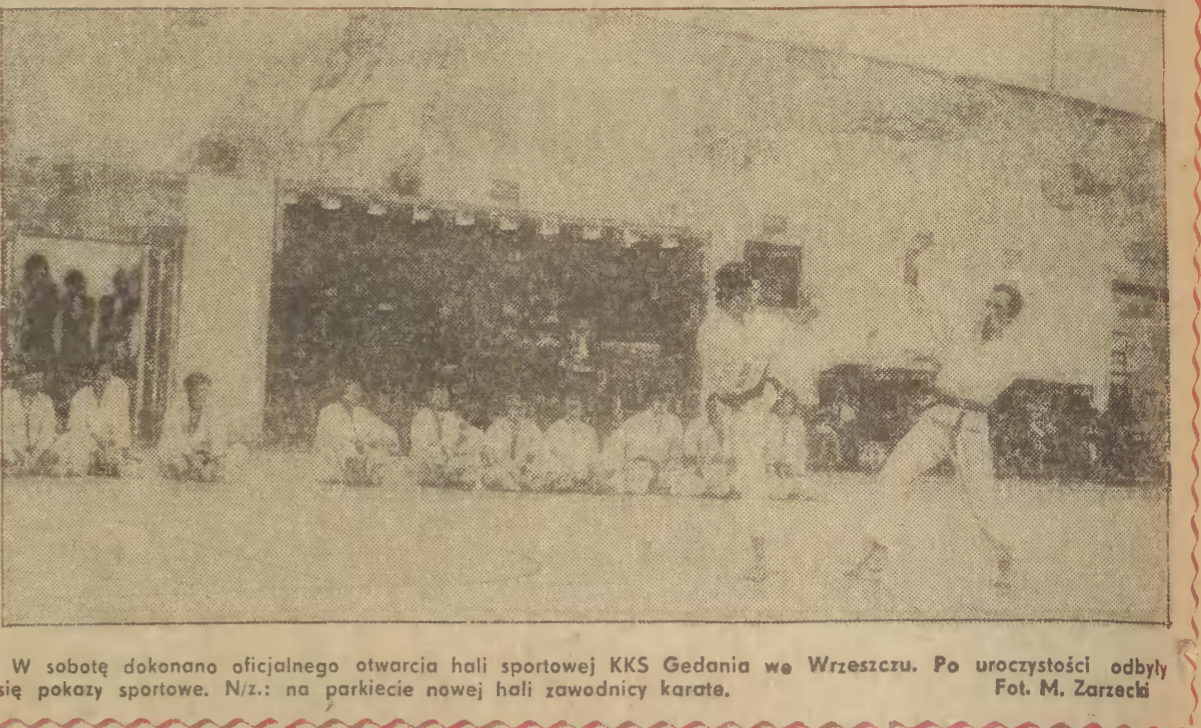 W sobotę dokonano oficjalnego otwarcia hali sportowej KKS Gedania we Wrzeszczu. Po uroczystości odbyły
się pokazy sportowe. N/z.: na parkiecie nowej hali zawodnicy karate. Fot. M. Zarzecki